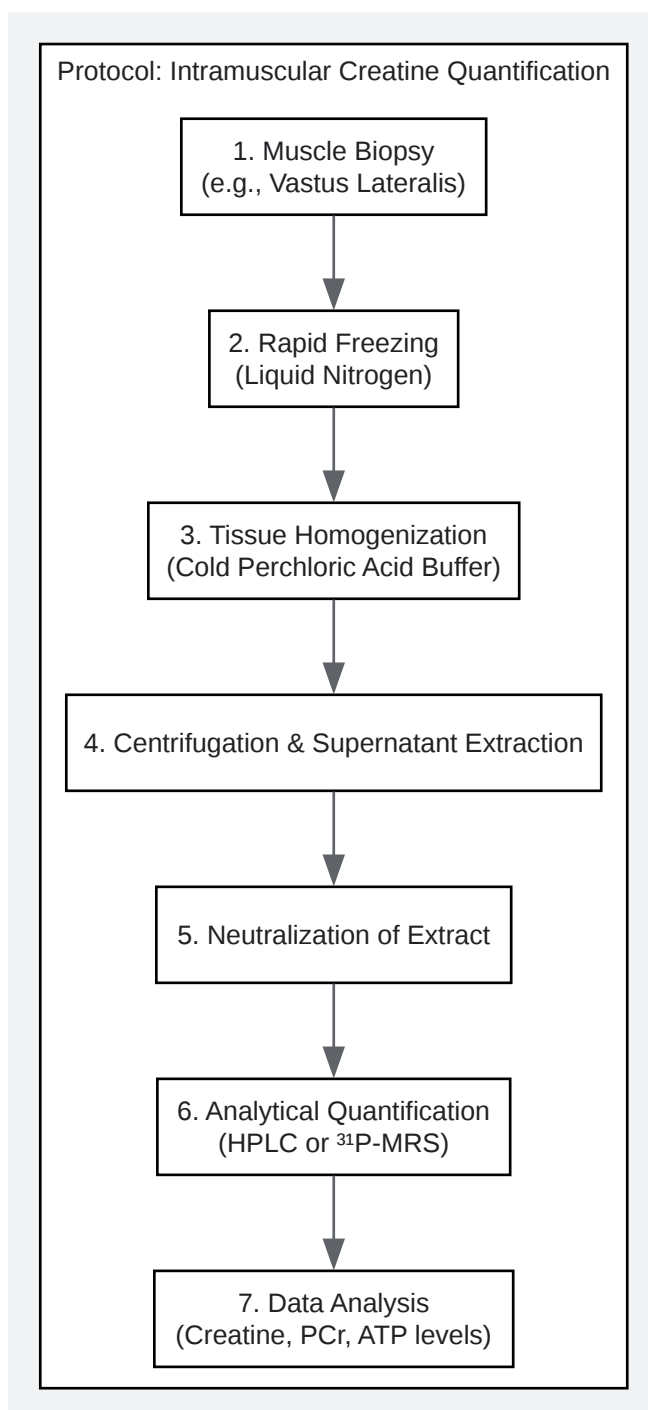 Protocol: Intramuscular Creatine Quantification
1. Muscle Biopsy
(e.g., Vastus Lateralis)
2. Rapid Freezing
(Liquid Nitrogen)
3. Tissue Homogenization
(Cold Perchloric Acid Buffer)
4. Centrifugation & Supernatant Extraction
5. Neutralization of Extract
6. Analytical Quantification
(HPLC or ³¹P-MRS)
7. Data Analysis
(Creatine, PCr, ATP levels)